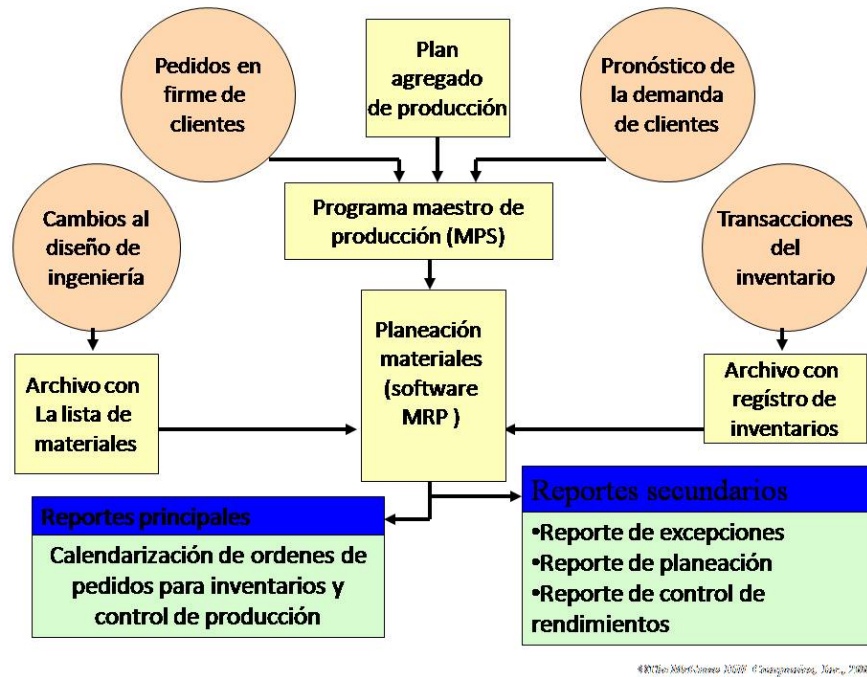 Pedidos en
firme de
clientes
Plan
agregado
de producción
Pronóstico de
la demanda
de clientes
Programa maestro de
producción (MPS)
Cambios al
diseño de
ingeniería
Transacciones
del
inventario
Planeación
materiales
(software
MRP )
Archivo con
La lista de
materiales
Archivo con
regístro de
inventarios
Reportes principales
Calendarización de ordenes de
pedidos para inventarios y
control de producción
Reportes secundarios
•Reporte de excepciones
•Reporte de planeación
•Reporte de control de
rendimientos
Companies, Inc.,